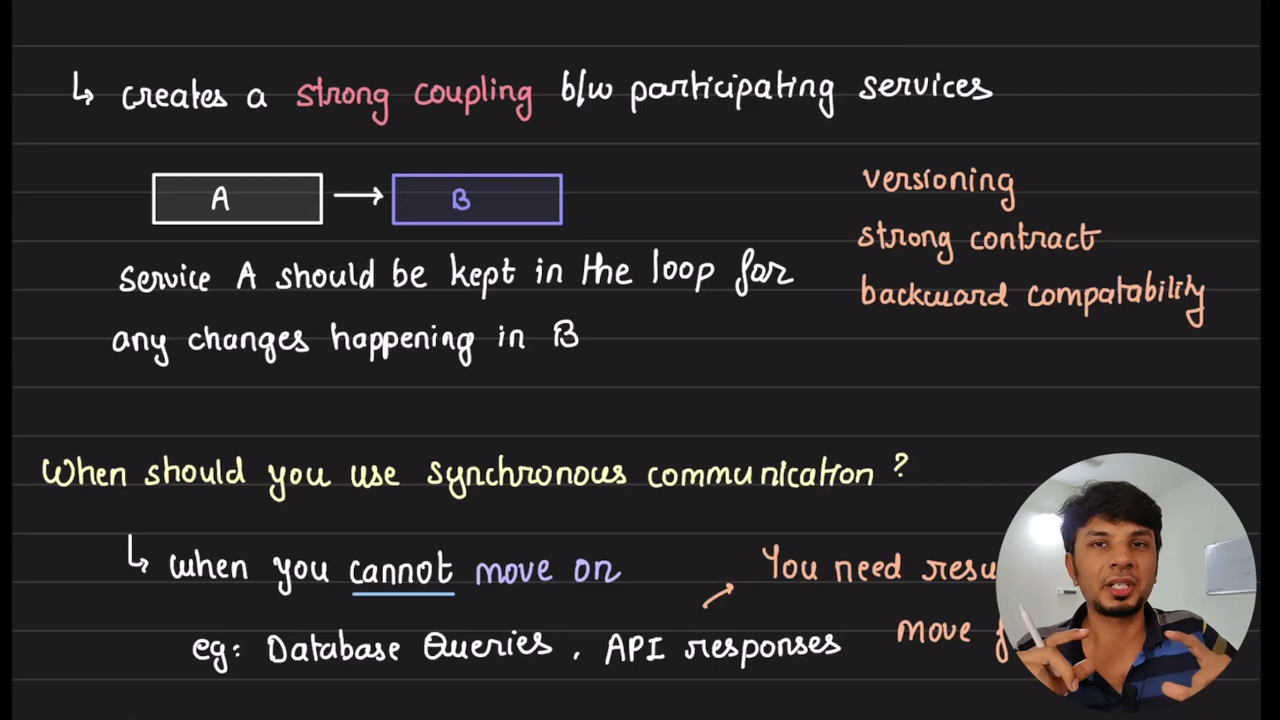 ↳ creates a strong coupling b/w participating services
A → B
versioning
strong contract
backward compatability
service A should be kept in the loop for
any changes happening in B
When should you use synchronous communication ?
↳ when you cannot move on
You need
move
eg: Database Queries, API responses